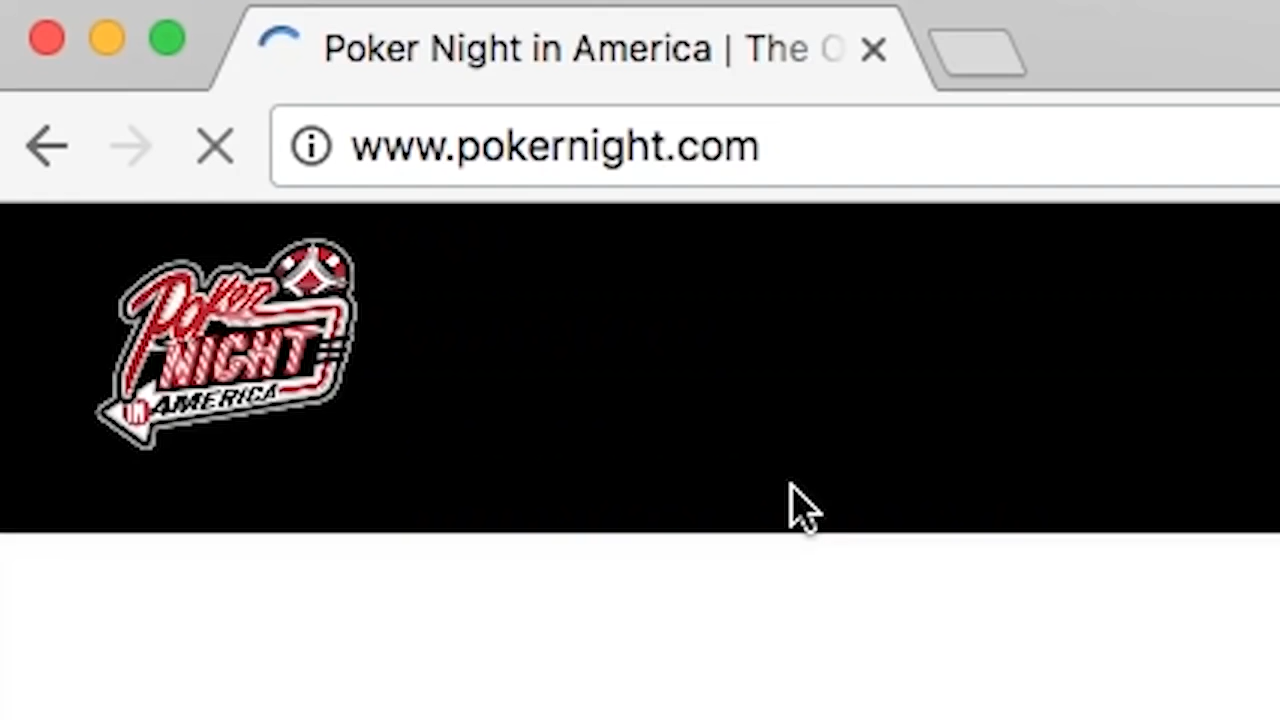 Poker Night in America | The
www.pokernight.com
Poker
NIGHT
IN AMERICA